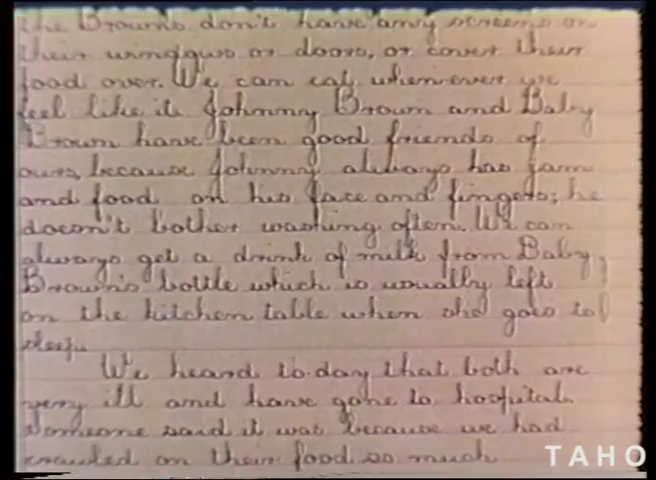 the Browns don't have any screens on
their windows or doors, or cover their
food over. We can eat whenever we
feel like it. Johnny Brown and Baby
Brown have been good friends of
ours, because Johnny always has jam
and food on his face and fingers; he
doesn't bother washing often. We can
always get a drink of milk from Baby
Brown's bottle which is usually left
on the kitchen table when she goes to
sleep.
We heard to-day that both are
very ill and have gone to hospital.
Someone said it was because we had
crawled on their food so much
TAHO